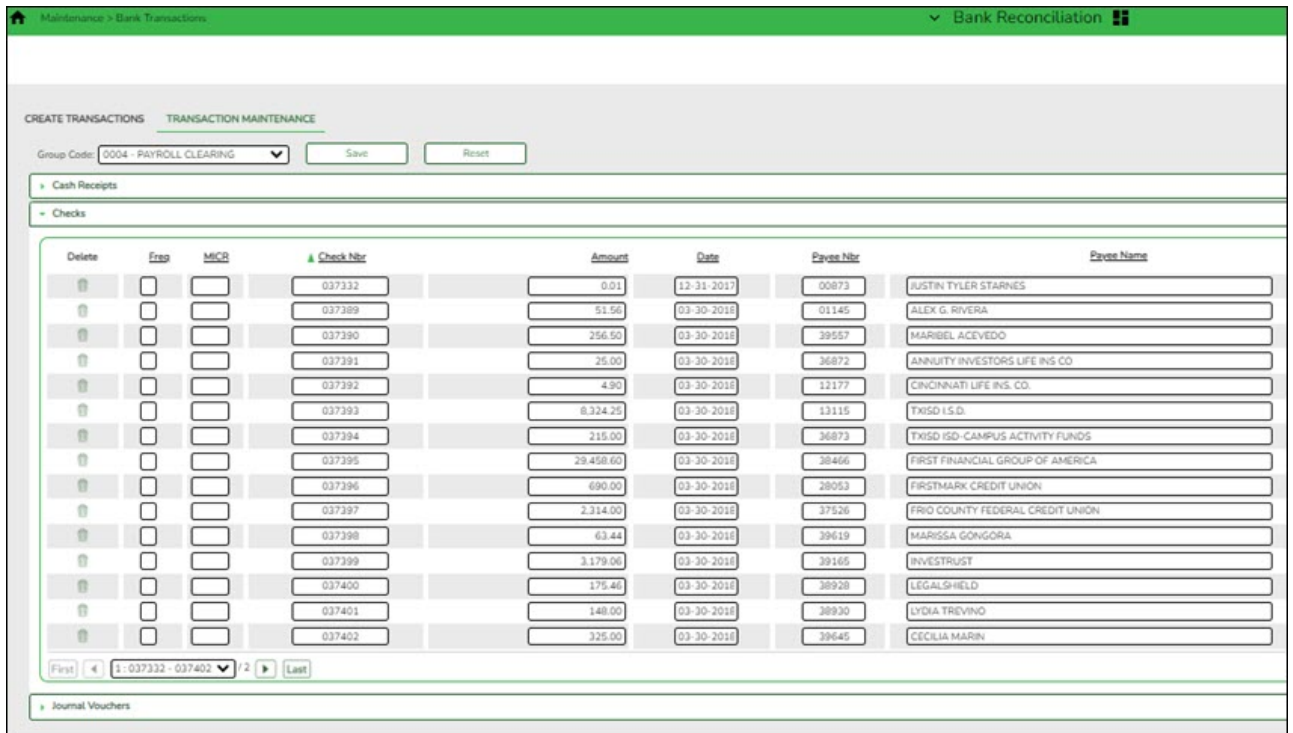 Maintenance > Bank Transactions Bank Reconciliation
CREATE TRANSACTIONS TRANSACTION MAINTENANCE
Group Code: 0004 - PAYROLL CLEARING Save Reset
Cash Receipts
Checks
Delete Freq MICR Check Nbr Amount Date Payee Nbr Payee Name
037332 0.01 12-31-2017 00873 JUSTIN TYLER STARNES
037389 51.56 03-30-2018 01145 ALEX G. RIVERA
037390 256.50 03-30-2018 39557 MARIBEL ACEVEDO
037391 25.00 03-30-2018 36872 ANNUITY INVESTORS LIFE INS CO
037392 4.90 03-30-2018 12177 CINCINNATI LIFE INS. CO.
037393 8,324.25 03-30-2018 13115 TXISD I.S.D.
037394 215.00 03-30-2018 36873 TXISD ISD-CAMPUS ACTIVITY FUNDS
037395 29,458.60 03-30-2018 38466 FIRST FINANCIAL GROUP OF AMERICA
037396 690.00 03-30-2018 28053 FIRSTMARK CREDIT UNION
037397 2,314.00 03-30-2018 37526 FRIO COUNTY FEDERAL CREDIT UNION
037398 63.44 03-30-2018 39619 MARISSA GONGORA
037399 3,179.06 03-30-2018 39165 INVESTRUST
037400 175.46 03-30-2018 38928 LEGALSHIELD
037401 148.00 03-30-2018 38930 LYDIA TREVINO
037402 325.00 03-30-2018 39645 CECILIA MARIN
First 1 : 037332 - 037402 / 2 Last
Journal Vouchers